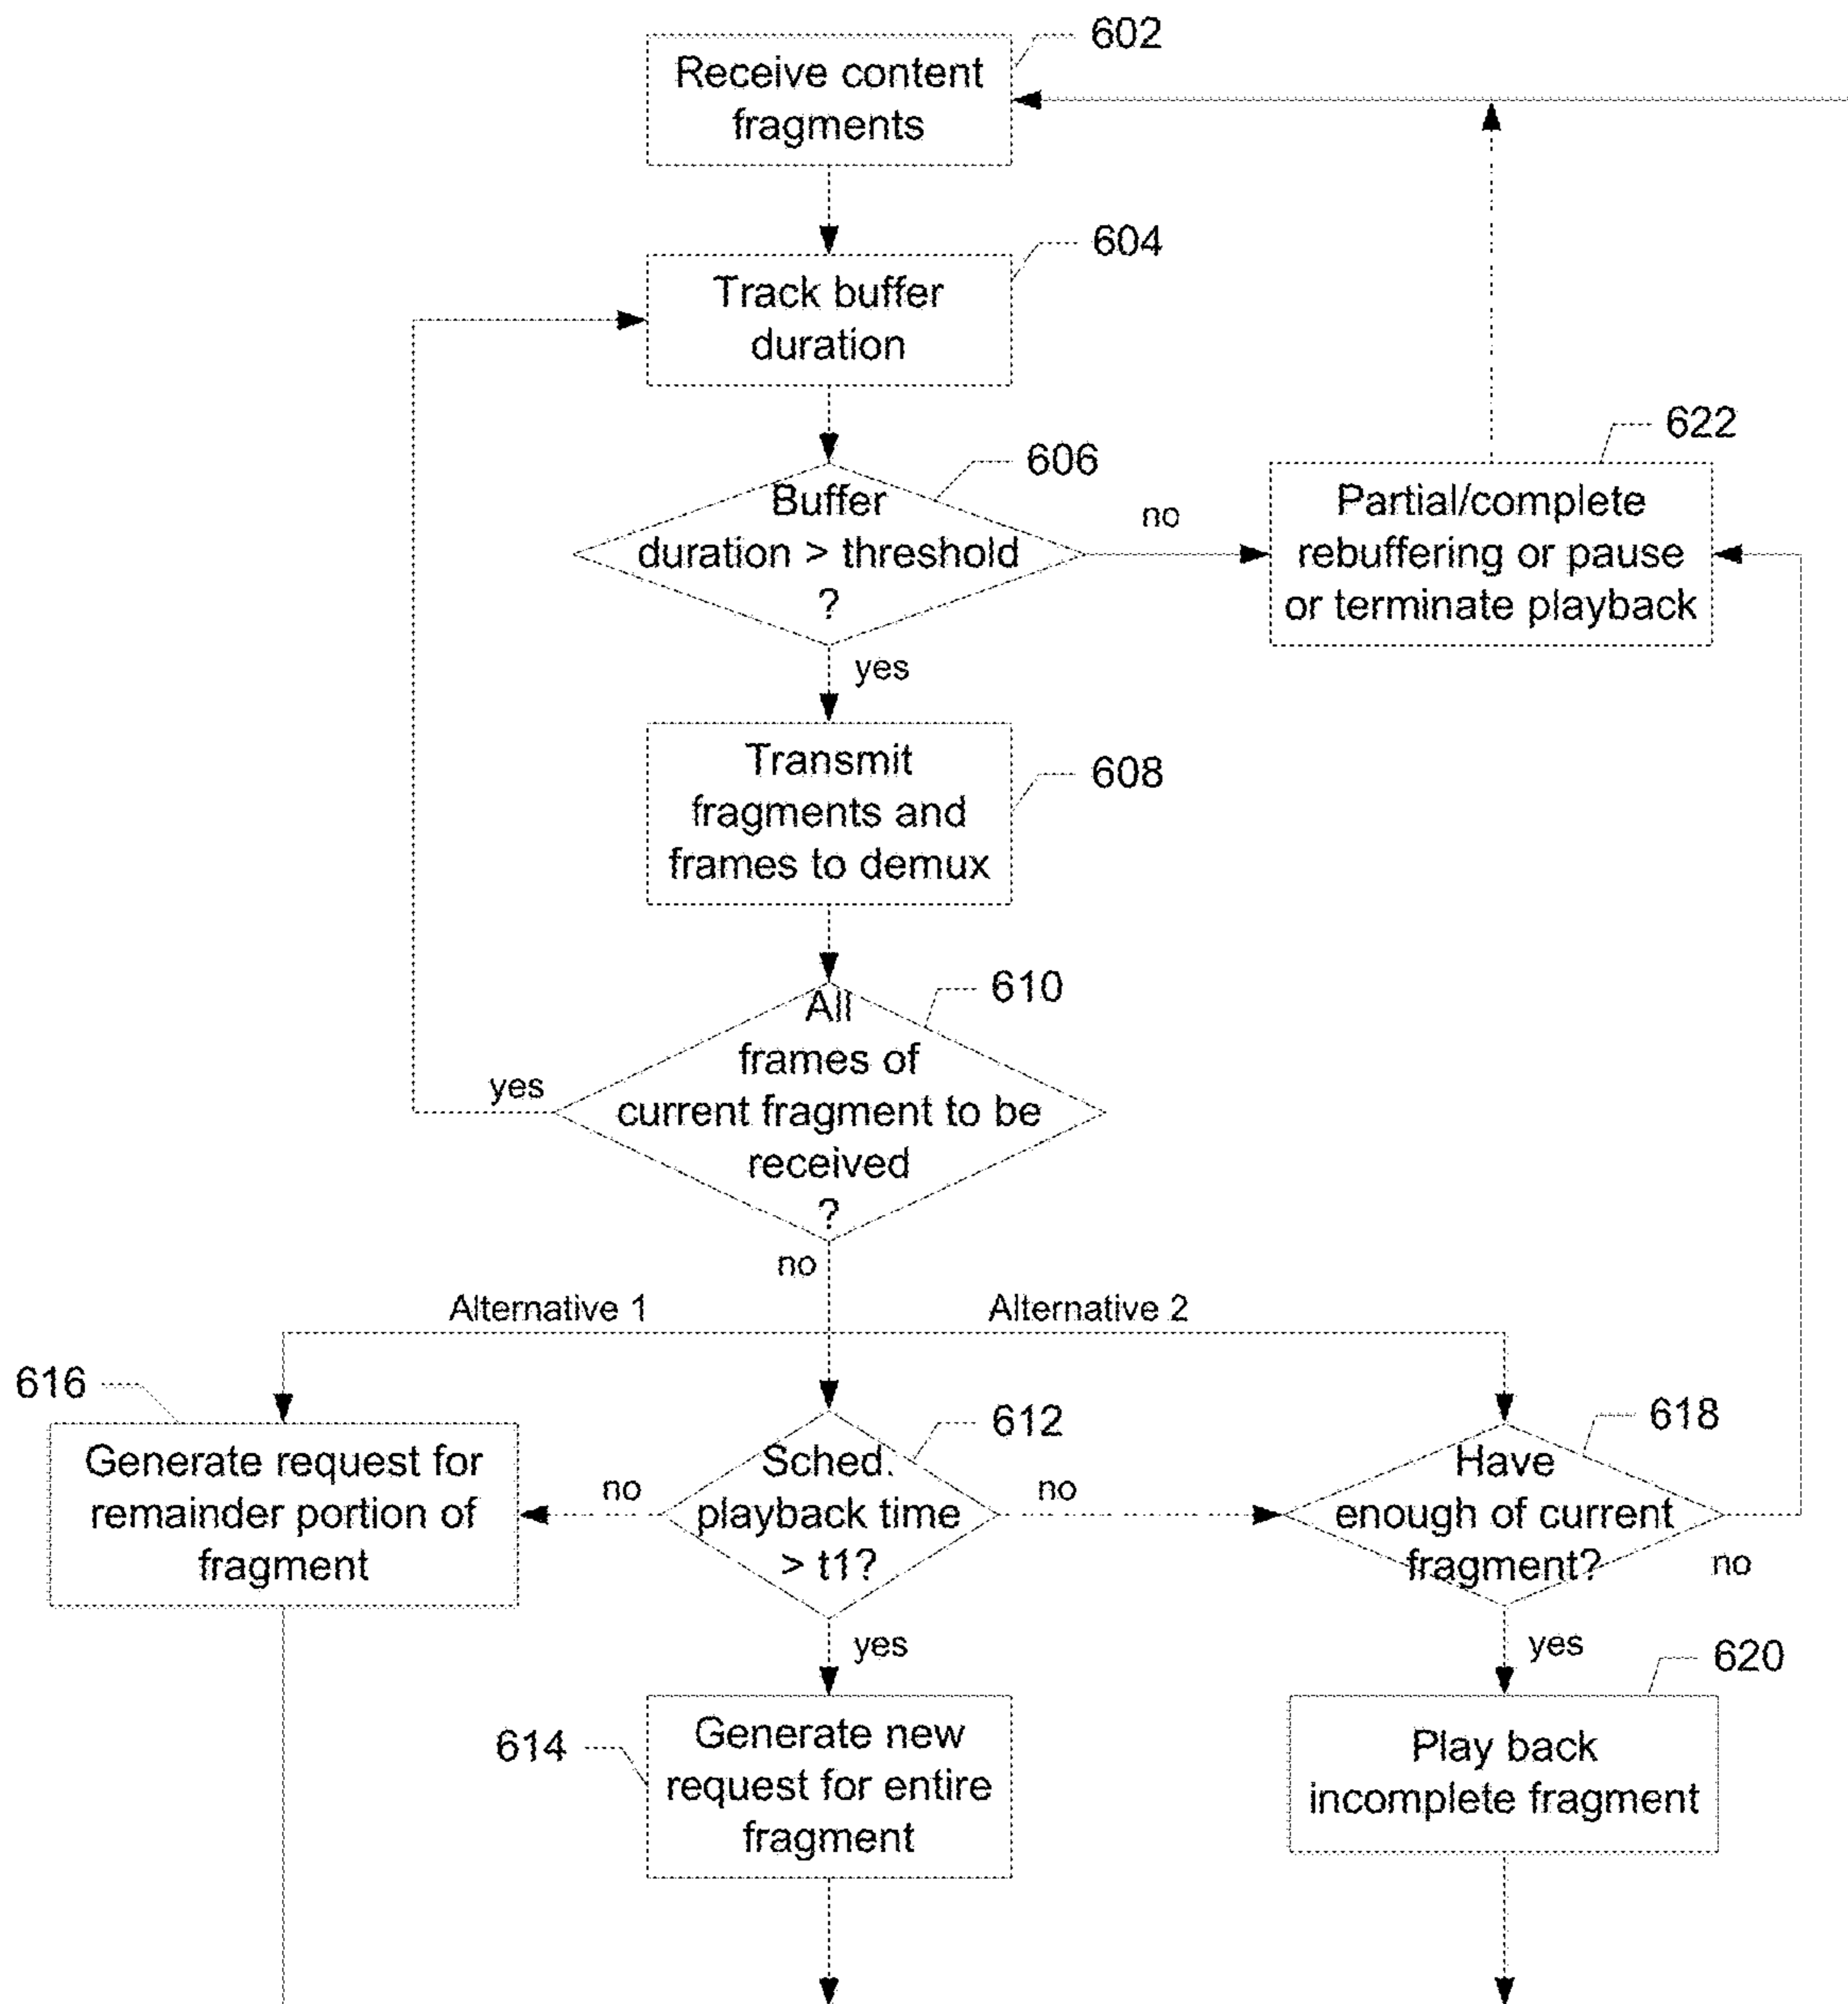 602
Receive content
fragments
604
Track buffer
duration
606
Buffer
duration > threshold
?
no
yes
622
Partial/complete
rebuffering or pause
or terminate playback
Transmit
fragments and
frames to demux
608
610
All
frames of
current fragment to be
received
?
yes
no
Alternative 1
Alternative 2
616
Generate request for
remainder portion of
fragment
no
612
Sched.
playback time
> t1?
no
yes
618
Have
enough of current
fragment?
no
yes
614
Generate new
request for entire
fragment
620
Play back
incomplete fragment